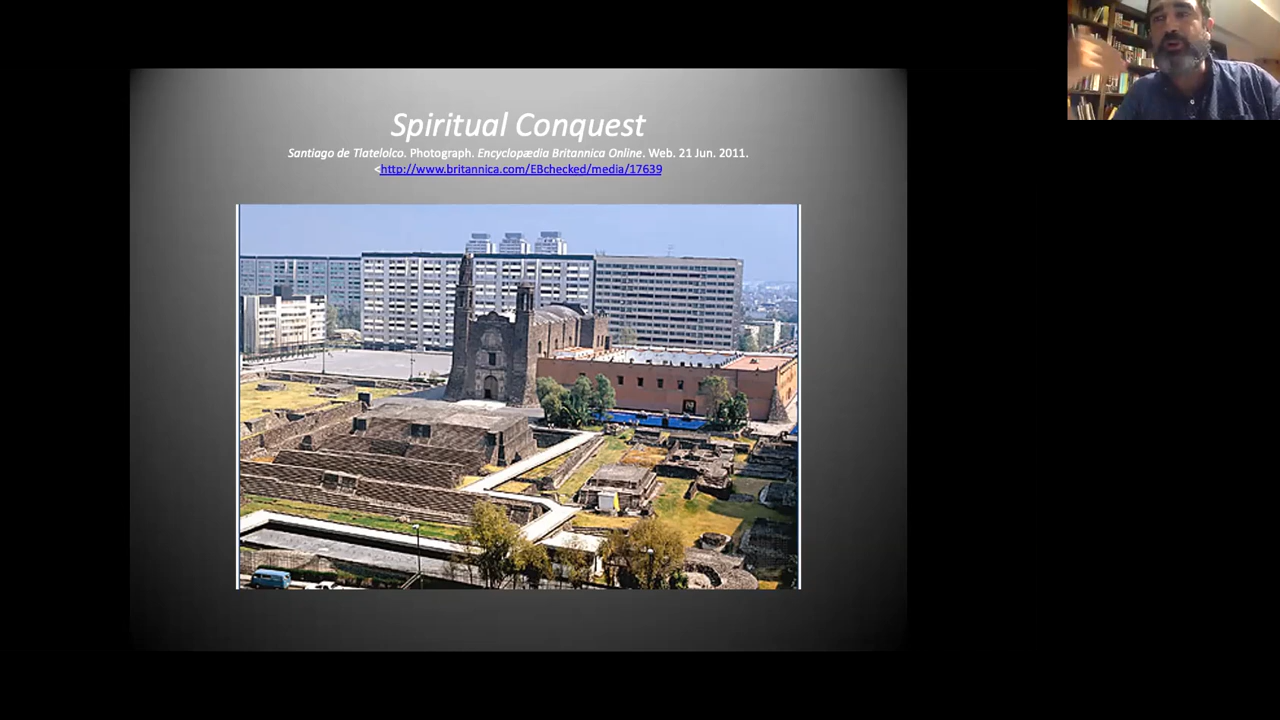 Spiritual Conquest
Santiago de Tlatelolco. Photograph. Encyclopædia Britannica Online. Web. 21 Jun. 2011.
<http://www.britannica.com/EBchecked/media/17639